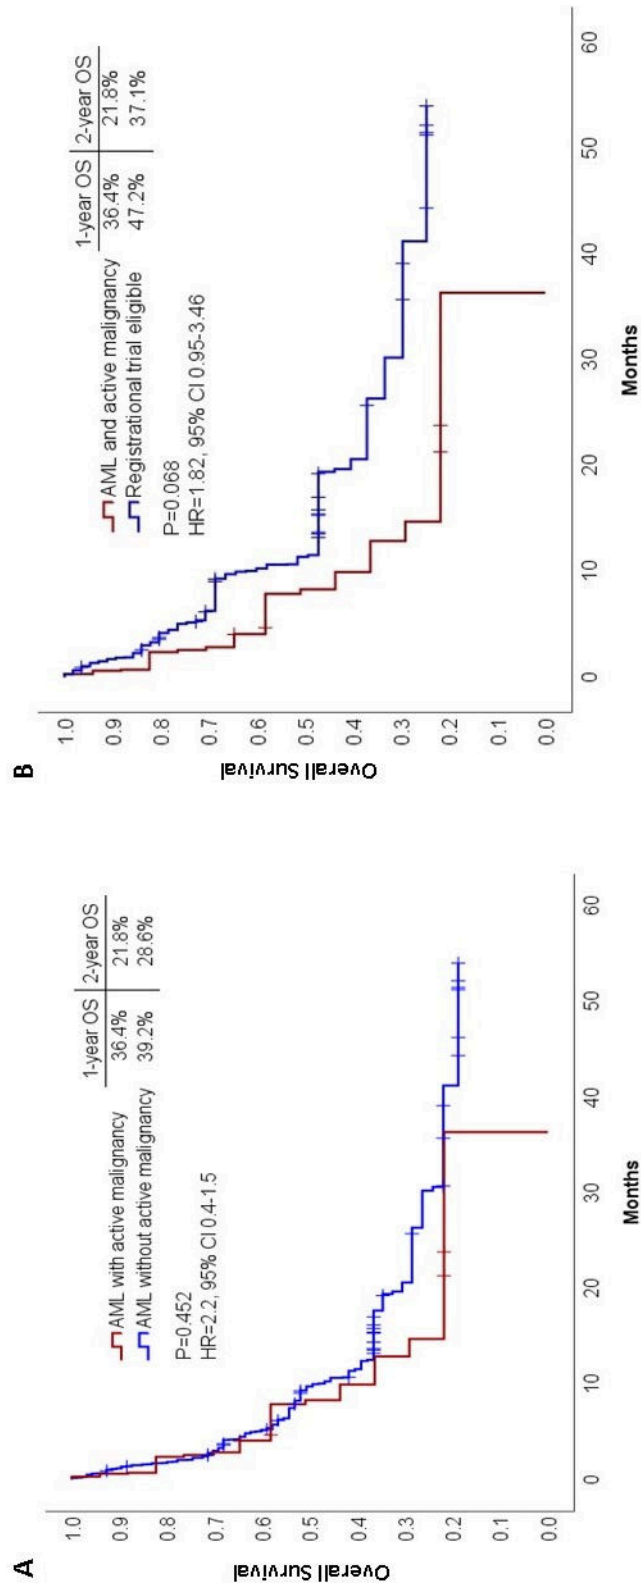 A
Overall Survival
1.0
0.9
0.8
0.7
0.6
0.5
0.4
0.3
0.2
0.1
0.0
1-year OS 2-year OS
AML with active malignancy 36.4% 21.8%
AML without active malignancy 39.2% 28.6%
P=0.452
HR=2.2, 95% CI 0.4-1.5
0 10 20 30 40 50 60
Months
B
Overall Survival
1.0
0.9
0.8
0.7
0.6
0.5
0.4
0.3
0.2
0.1
0.0
1-year OS 2-year OS
AML and active malignancy 36.4% 21.8%
Registrational trial eligible 47.2% 37.1%
P=0.068
HR=1.82, 95% CI 0.95-3.46
0 10 20 30 40 50 60
Months